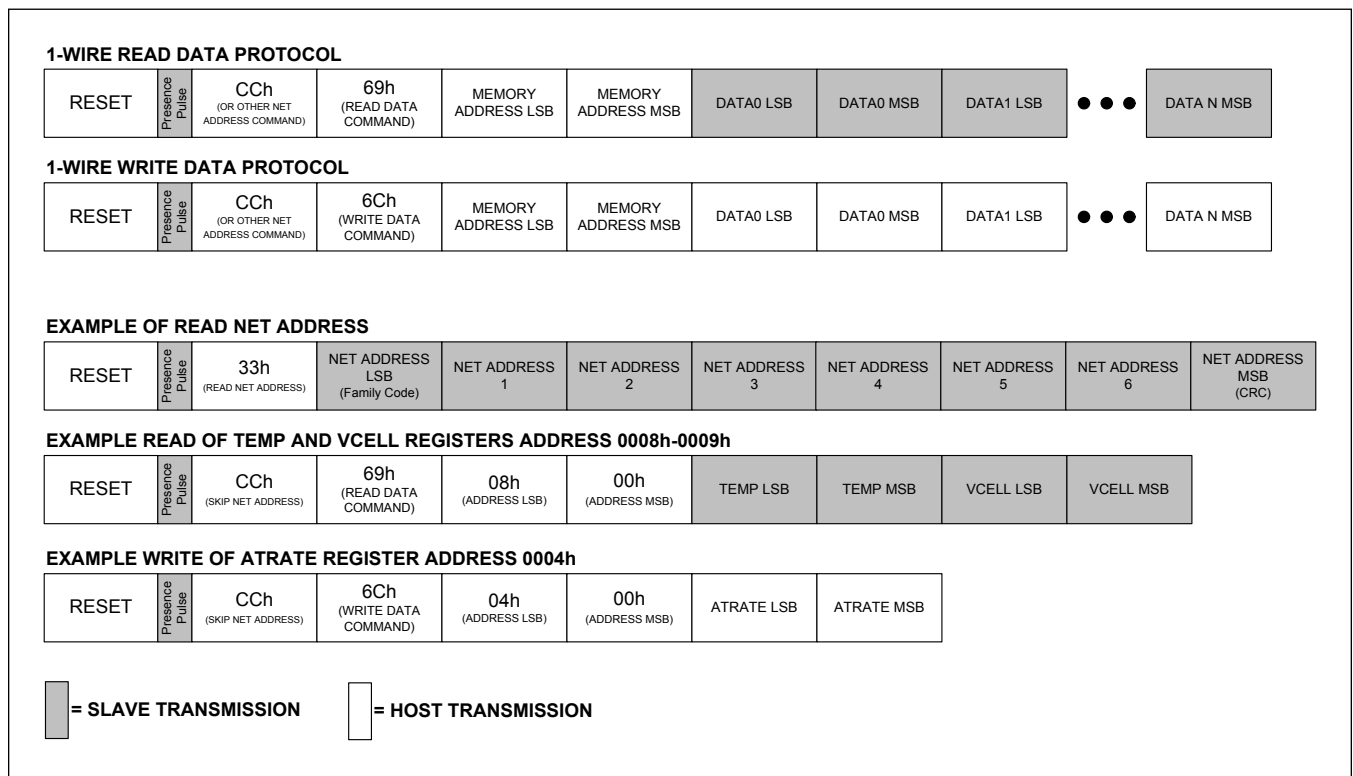 1-WIRE READ DATA PROTOCOL
RESET
Presence
Pulse
CCh
(OR OTHER NET
ADDRESS COMMAND)
69h
(READ DATA
COMMAND)
MEMORY
ADDRESS LSB
MEMORY
ADDRESS MSB
DATA0 LSB
DATA0 MSB
DATA1 LSB
DATA N MSB
1-WIRE WRITE DATA PROTOCOL
RESET
Presence
Pulse
CCh
(OR OTHER NET
ADDRESS COMMAND)
6Ch
(WRITE DATA
COMMAND)
MEMORY
ADDRESS LSB
MEMORY
ADDRESS MSB
DATA0 LSB
DATA0 MSB
DATA1 LSB
DATA N MSB
EXAMPLE OF READ NET ADDRESS
RESET
Presence
Pulse
33h
(READ NET ADDRESS)
NET ADDRESS
LSB
(Family Code)
NET ADDRESS
1
NET ADDRESS
2
NET ADDRESS
3
NET ADDRESS
4
NET ADDRESS
5
NET ADDRESS
6
NET ADDRESS
MSB
(CRC)
EXAMPLE READ OF TEMP AND VCELL REGISTERS ADDRESS 0008h-0009h
RESET
Presence
Pulse
CCh
(SKIP NET ADDRESS)
69h
(READ DATA
COMMAND)
08h
(ADDRESS LSB)
00h
(ADDRESS MSB)
TEMP LSB
TEMP MSB
VCELL LSB
VCELL MSB
EXAMPLE WRITE OF ATRATE REGISTER ADDRESS 0004h
RESET
Presence
Pulse
CCh
(SKIP NET ADDRESS)
6Ch
(WRITE DATA
COMMAND)
04h
(ADDRESS LSB)
00h
(ADDRESS MSB)
ATRATE LSB
ATRATE MSB
= SLAVE TRANSMISSION
= HOST TRANSMISSION